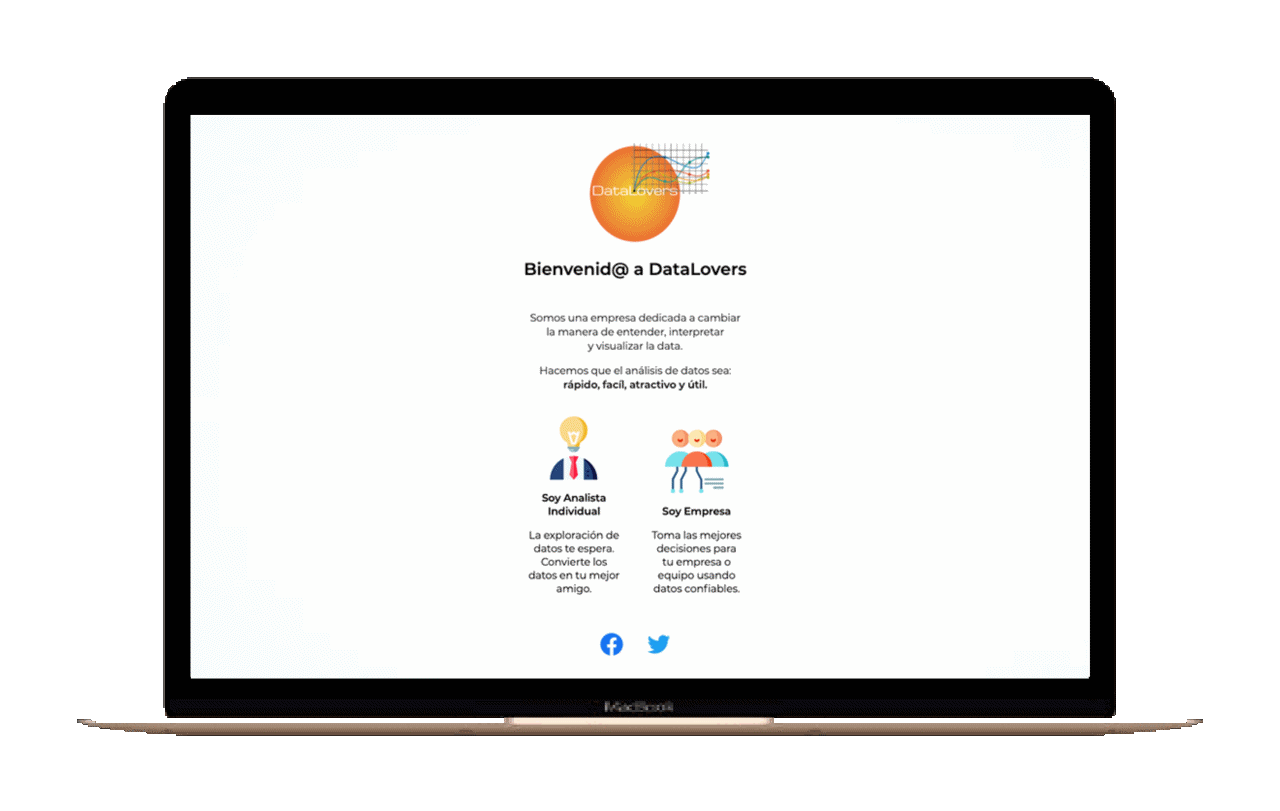 DataLovers
Bienvenid@ a DataLovers
Somos una empresa dedicada a cambiar
la manera de entender, interpretar
y visualizar la data.
Hacemos que el análisis de datos sea:
rápido, facíl, atractivo y útil.
Soy Analista
Individual
La exploración de
datos te espera.
Convierte los
datos en tu mejor
amigo.
Soy Empresa
Toma las mejores
decisiones para
tu empresa o
equipo usando
datos confiables.
MacBook